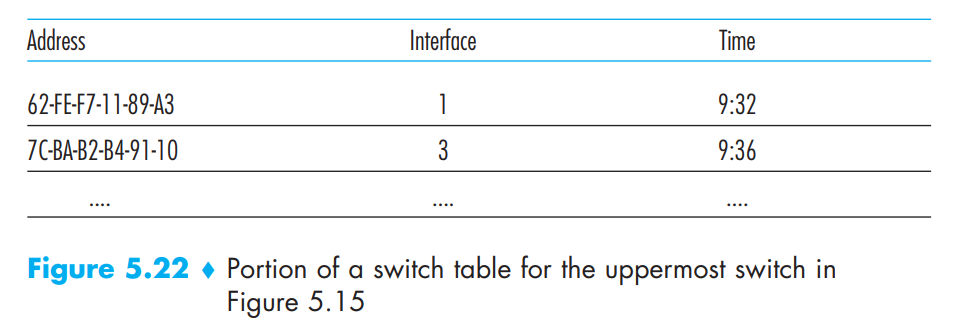 Address Interface Time
62-FE-F7-11-89-A3 1 9:32
7C-BA-B2-B4-91-10 3 9:36
.... .... ....
Figure 5.22 ♦ Portion of a switch table for the uppermost switch in
Figure 5.15